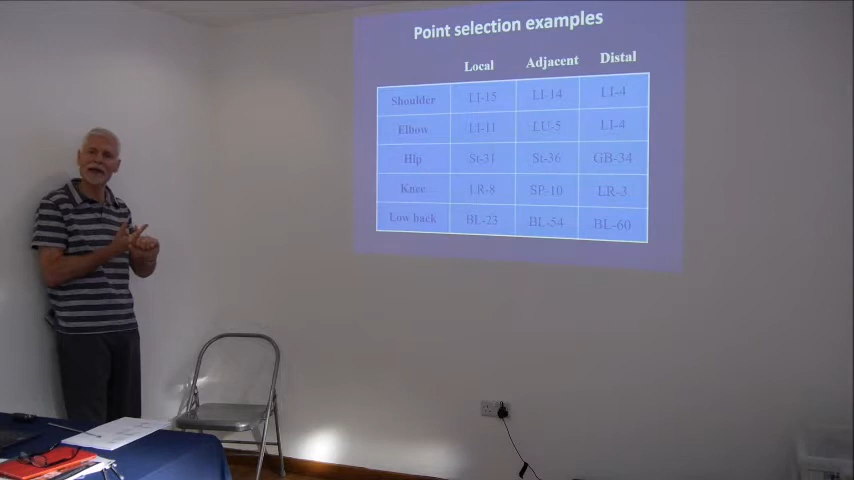 Point selection examples
Local Adjacent Distal
Shoulder LI-15 LI-14 LI-4
Elbow LI-11 LU-5 LI-4
Hip St-31 St-36 GB-34
Knee LR-8 SP-10 LR-3
Low back BL-23 BL-54 BL-60